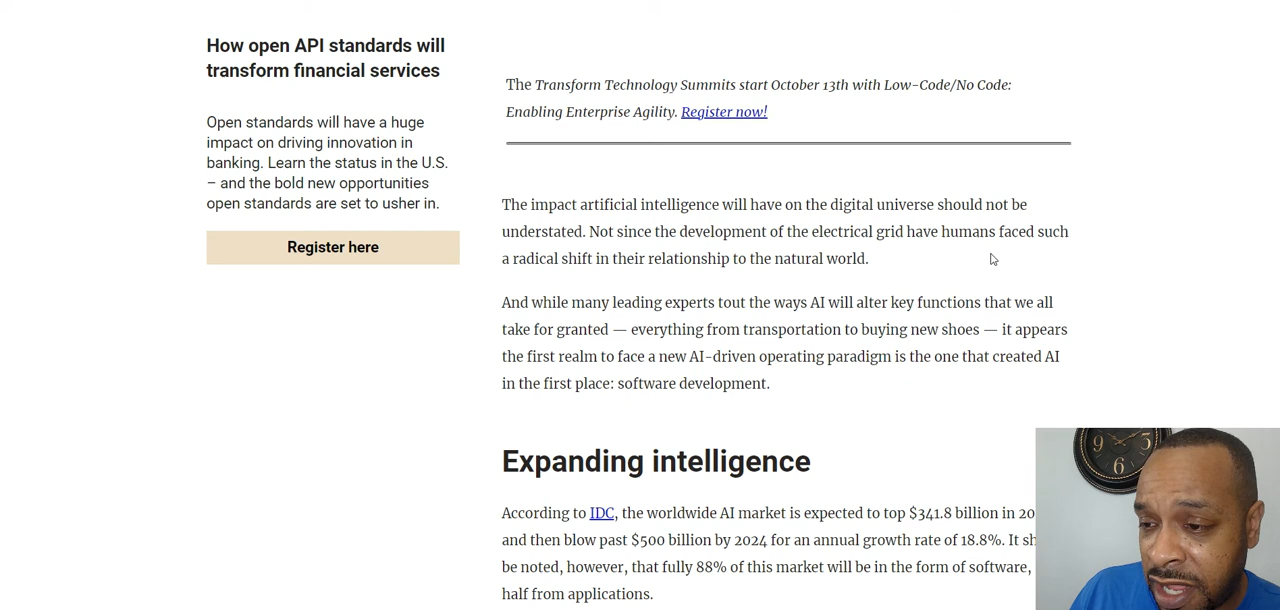 How open API standards will
transform financial services
Open standards will have a huge
impact on driving innovation in
banking. Learn the status in the U.S.
– and the bold new opportunities
open standards are set to usher in.
Register here
The Transform Technology Summits start October 13th with Low-Code/No Code:
Enabling Enterprise Agility. Register now!
The impact artificial intelligence will have on the digital universe should not be
understated. Not since the development of the electrical grid have humans faced such
a radical shift in their relationship to the natural world.
And while many leading experts tout the ways AI will alter key functions that we all
take for granted — everything from transportation to buying new shoes — it appears
the first realm to face a new AI-driven operating paradigm is the one that created AI
in the first place: software development.
Expanding intelligence
According to IDC, the worldwide AI market is expected to top $341.8 billion in
and then blow past $500 billion by 2024 for an annual growth rate of 18.8%. It
be noted, however, that fully 88% of this market will be in the form of software,
half from applications.
9
6